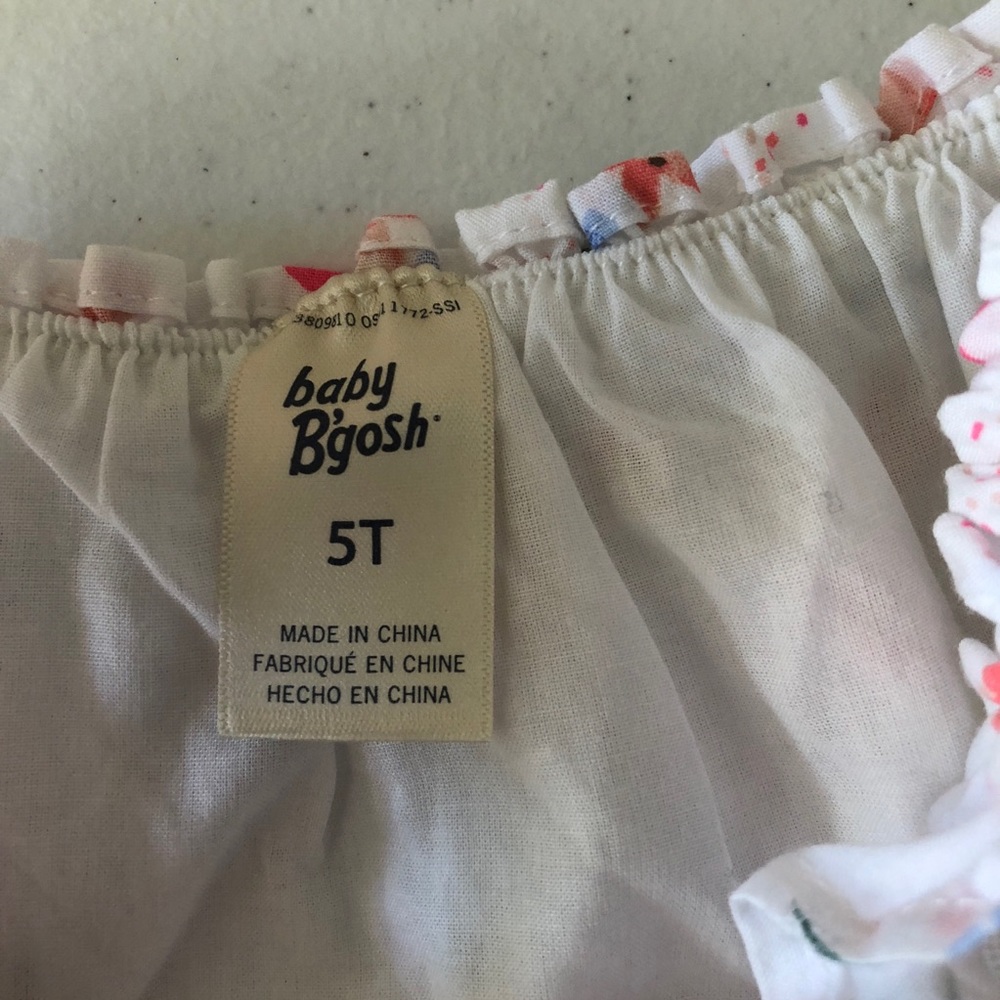 baby
B'gosh
5T
MADE IN CHINA
FABRIQUÉ EN CHINE
HECHO EN CHINA